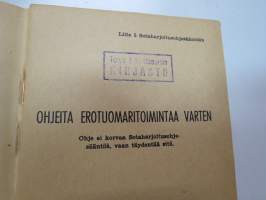 Liite 1. Sotaharjoitusohjesääntöön
KIRJASTO
OHJEITA EROTUOMARITOIMINTAA VARTEN
Ohje ei korvaa Sotaharjoitusohje-
sääntöä, vaan täydentää sitä.